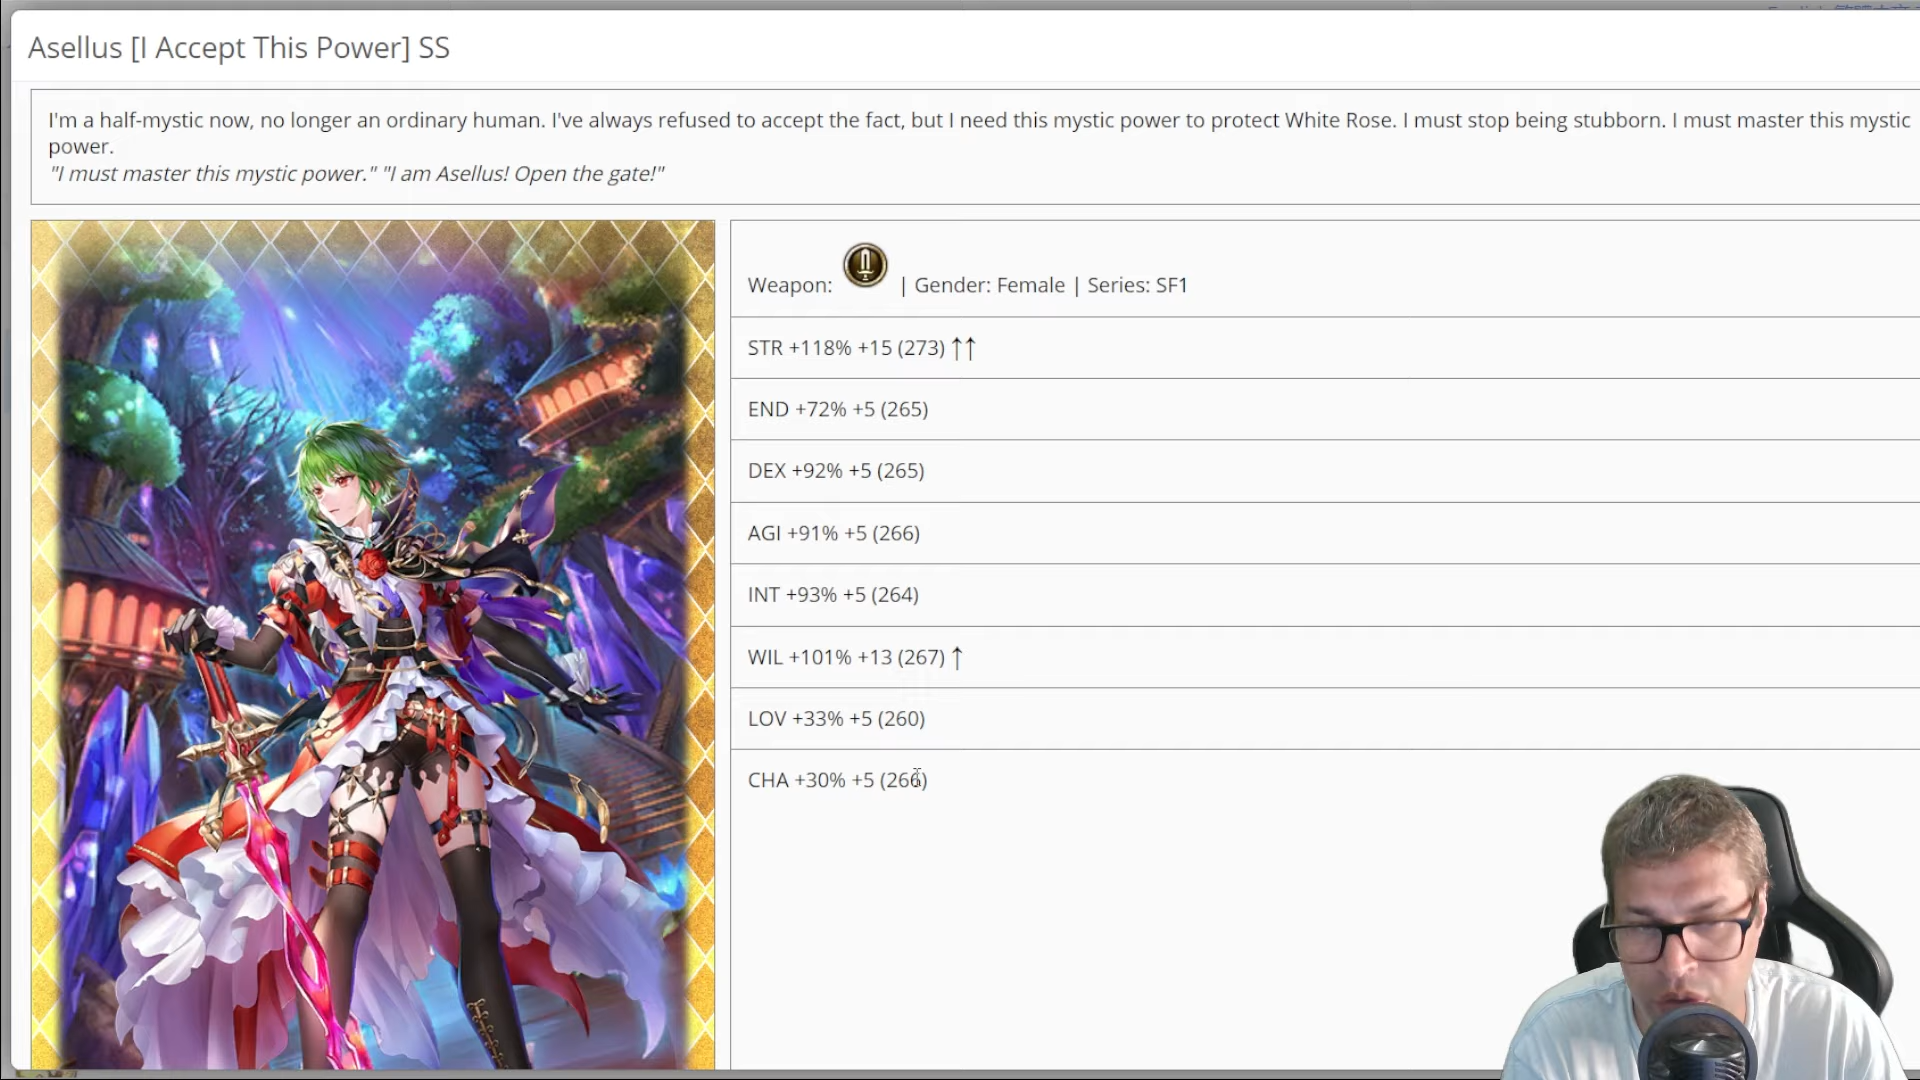 Asellus [I Accept This Power] SS
I'm a half-mystic now, no longer an ordinary human. I've always refused to accept the fact, but I need this mystic power to protect White Rose. I must stop being stubborn. I must master this mystic
power.
"I must master this mystic power." "I am Asellus! Open the gate!"
Weapon: | Gender: Female | Series: SF1
STR +118% +15 (273) ↑↑
END +72% +5 (265)
DEX +92% +5 (265)
AGI +91% +5 (266)
INT +93% +5 (264)
WIL +101% +13 (267) ↑
LOV +33% +5 (260)
CHA +30% +5 (266)